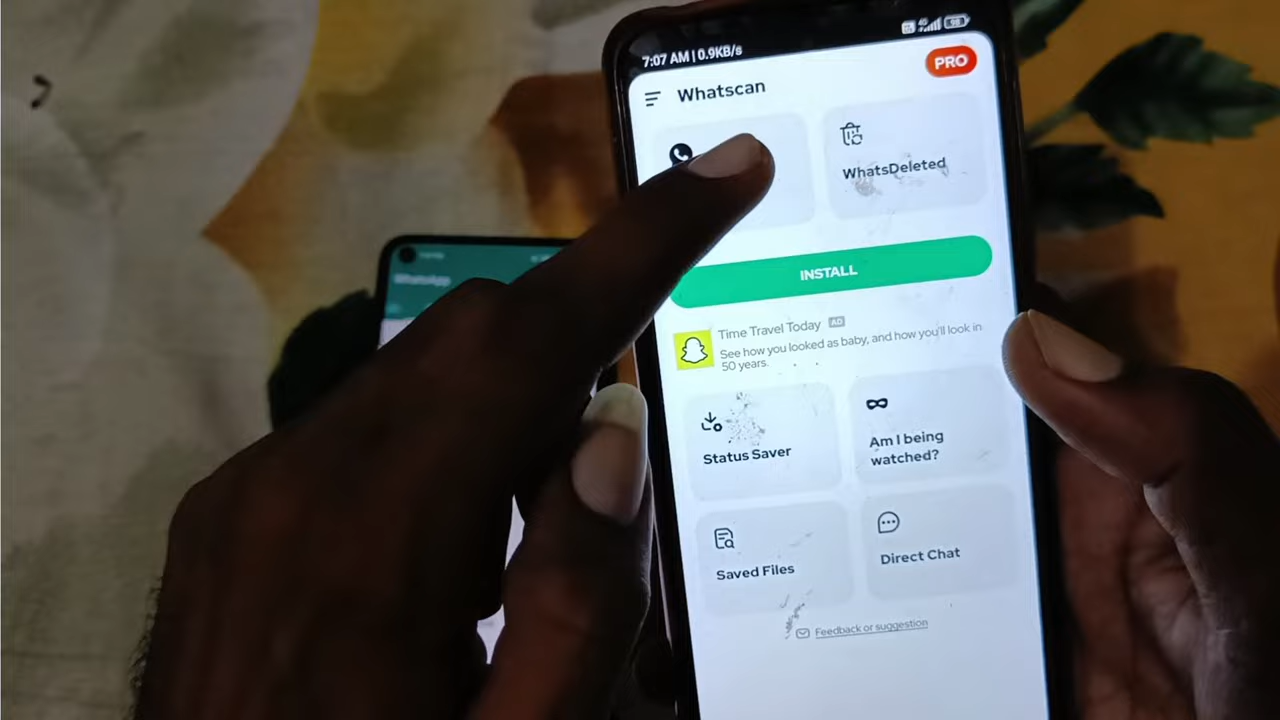 7:07 AM | 0.9KB/s
PRO
Whatscan
WhatsDeleted
INSTALL
Time Travel Today AD
See how you looked as baby, and how you'll look in
50 years.
Status Saver
Am I being
watched?
Saved Files
Direct Chat
Feedback or suggestion
WhatsApp